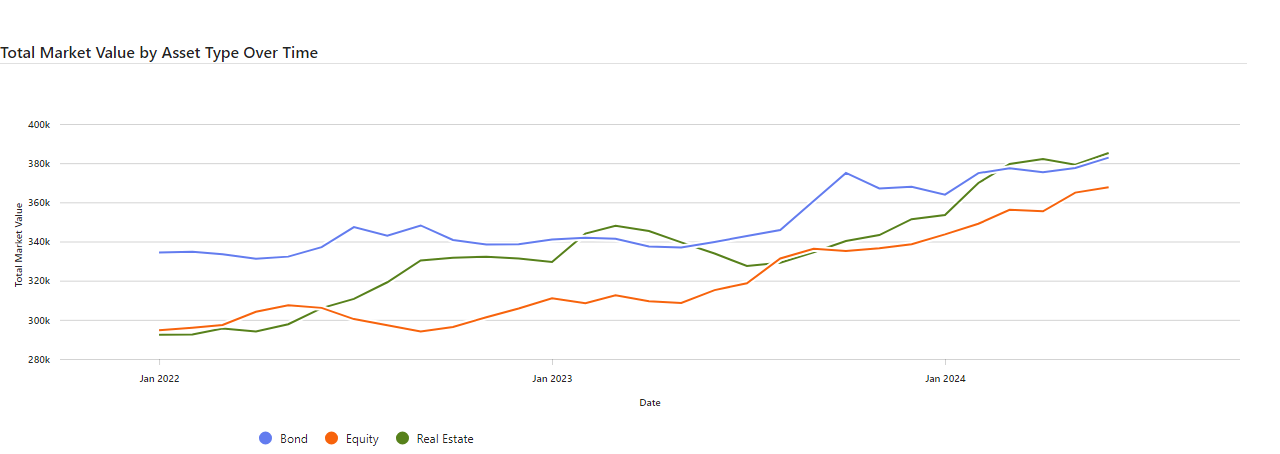 Total Market Value by Asset Type Over Time
400k
380k
360k
340k
320k
300k
280k
Total Market Value
Jan 2022 Jan 2023 Jan 2024
Date
Bond Equity Real Estate